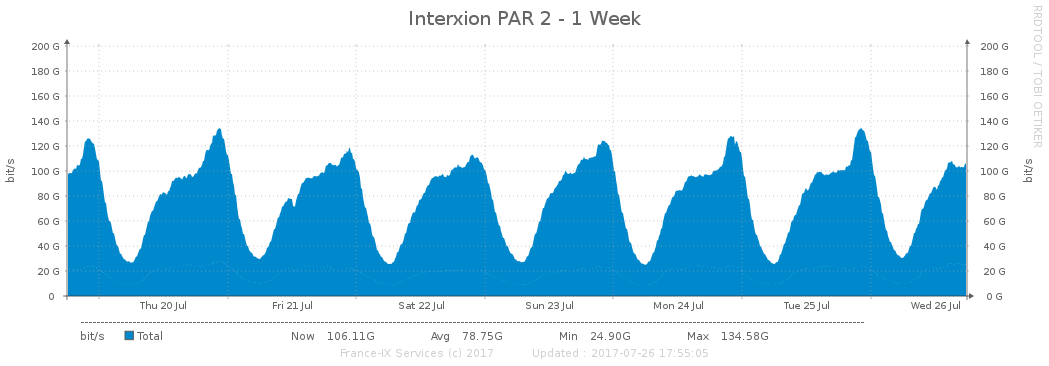 Interxion PAR 2 - 1 Week
RRDTOOL / TOBI OETIKER
200 G 200 G
180 G 180 G
160 G 160 G
140 G 140 G
120 G 120 G
100 G 100 G
80 G 80 G
60 G 60 G
40 G 40 G
20 G 20 G
0 0 G
bit/s bit/s
Thu 20 Jul Fri 21 Jul Sat 22 Jul Sun 23 Jul Mon 24 Jul Tue 25 Jul Wed 26 Jul
bit/s Total Now 106.11G Avg 78.75G Min 24.90G Max 134.58G
France-IX Services (c) 2017 Updated : 2017-07-26 17:55:05